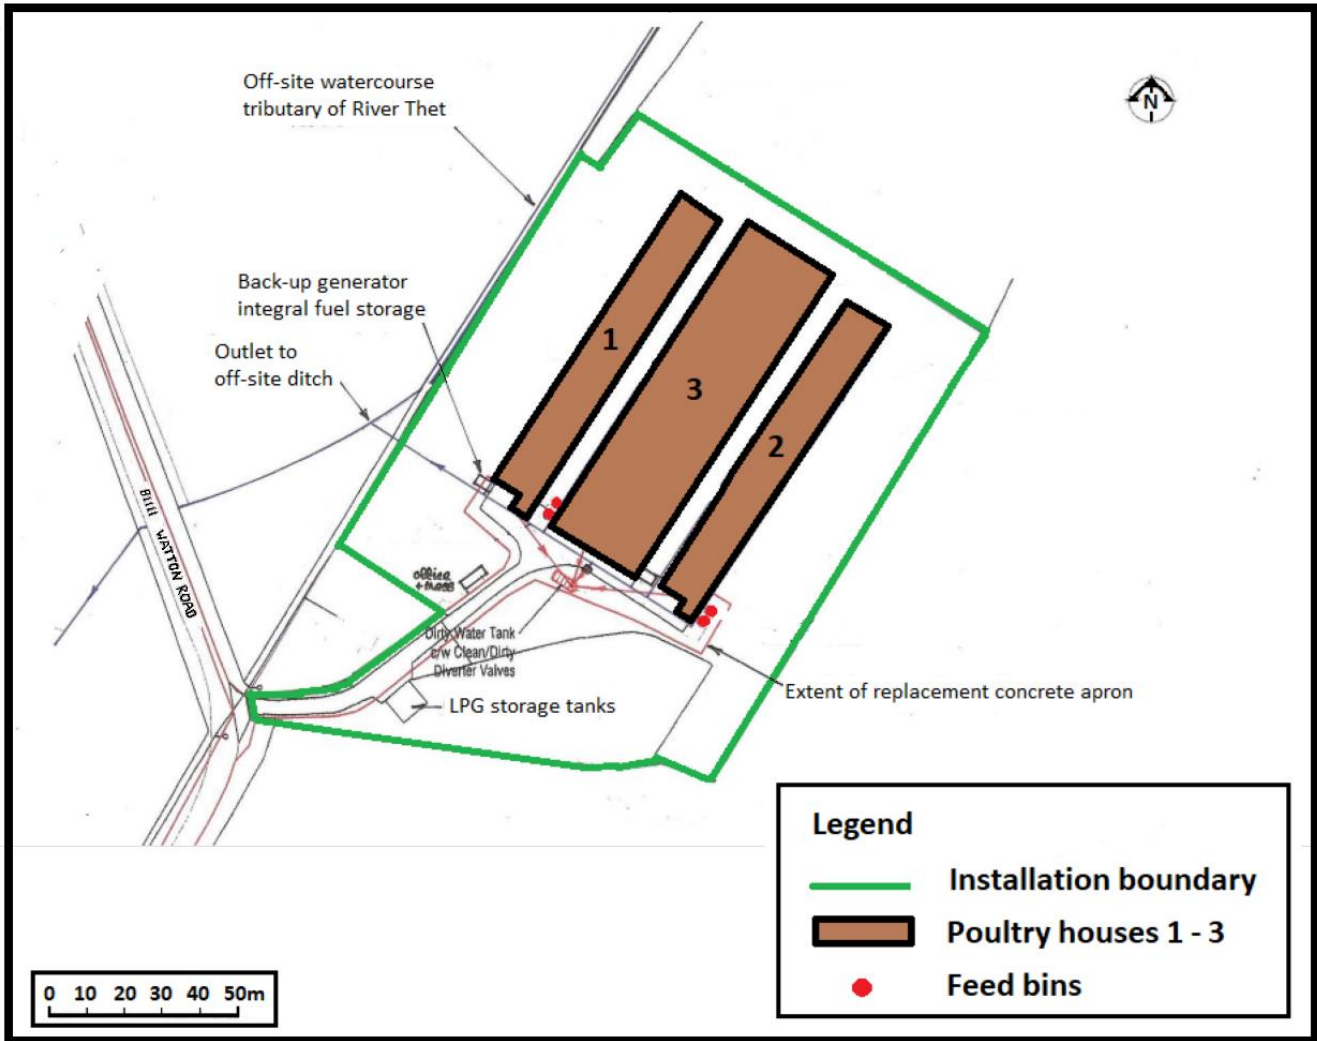 Off-site watercourse
tributary of River Thet
N
Back-up generator
integral fuel storage
Outlet to
off-site ditch
1
3
2
WATTON ROAD
office
+ mess
Dirty Water Tank
c/w Clean/Dirty
Diverter Valves
LPG storage tanks
Extent of replacement concrete apron
Legend
Installation boundary
Poultry houses 1 - 3
Feed bins
0 10 20 30 40 50m